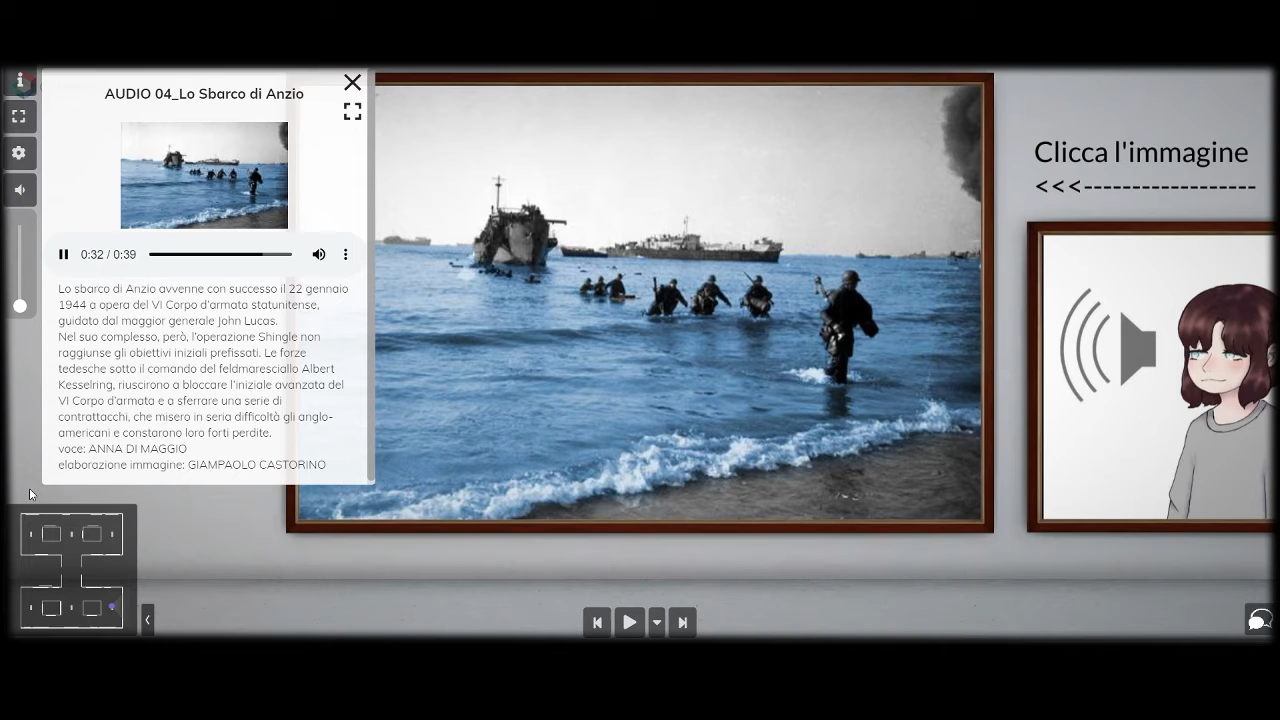 AUDIO 04_Lo Sbarco di Anzio
0:32 / 0:39
Lo sbarco di Anzio avvenne con successo il 22 gennaio
1944 a opera del VI Corpo d'armata statunitense,
guidato dal maggior generale John Lucas.
Nel suo complesso, però, l'operazione Shingle non
raggiunse gli obiettivi iniziali prefissati. Le forze
tedesche sotto il comando del feldmaresciallo Albert
Kesselring, riuscirono a bloccare l'iniziale avanzata del
VI Corpo d'armata e a sferrare una serie di
contrattacchi, che misero in seria difficoltà gli anglo-
americani e constarono loro forti perdite.
voce: ANNA DI MAGGIO
elaborazione immagine: GIAMPAOLO CASTORINO
Clicca l'immagine
<<<------------------